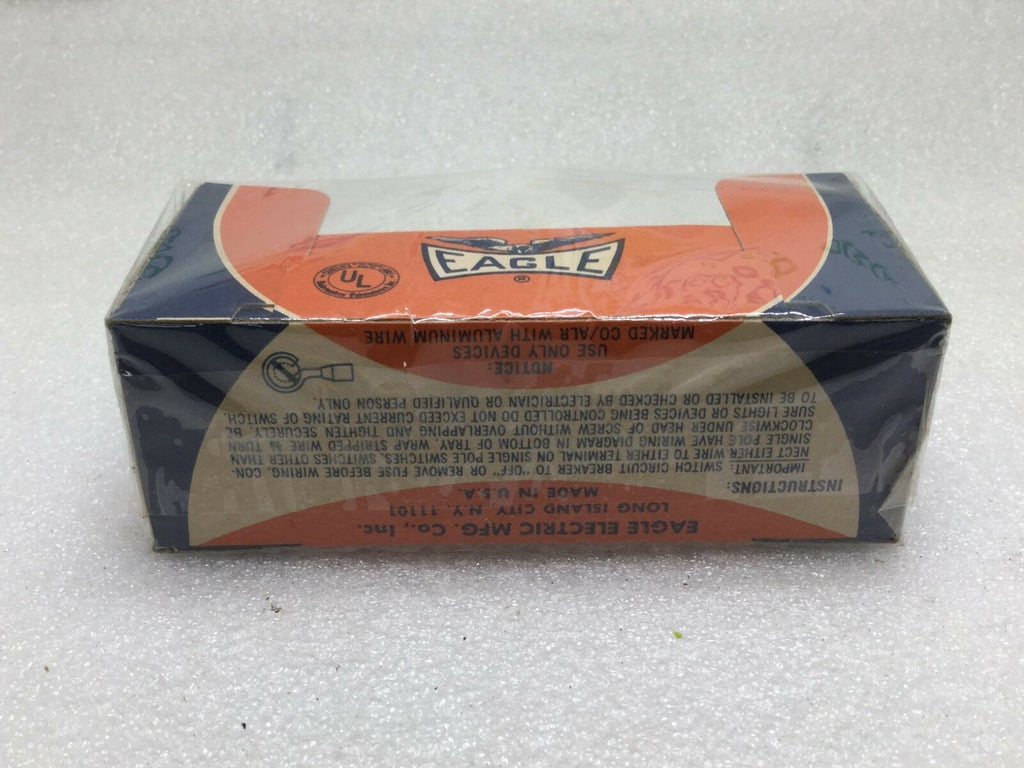 EAGLE
®
UL
EAGLE ELECTRIC MFG. Co., Inc.
LONG ISLAND CITY, N.Y. 11101
MADE IN U.S.A.
INSTRUCTIONS:
IMPORTANT: SWITCH CIRCUIT BREAKER TO "OFF" OR REMOVE FUSE BEFORE WIRING. CON-
NECT EITHER WIRE TO EITHER TERMINAL ON SINGLE POLE SWITCHES. SWITCHES OTHER THAN
SINGLE POLE HAVE WIRING DIAGRAM IN BOTTOM OF TRAY. WRAP STRIPPED WIRE ¾ TURN
CLOCKWISE UNDER HEAD OF SCREW WITHOUT OVERLAPPING AND TIGHTEN SECURELY. BE
SURE LIGHTS OR DEVICES BEING CONTROLLED DO NOT EXCEED CURRENT RATING OF SWITCH.
TO BE INSTALLED OR CHECKED BY ELECTRICIAN OR QUALIFIED PERSON ONLY.
NOTICE:
USE ONLY DEVICES
MARKED CO/ALR WITH ALUMINUM WIRE